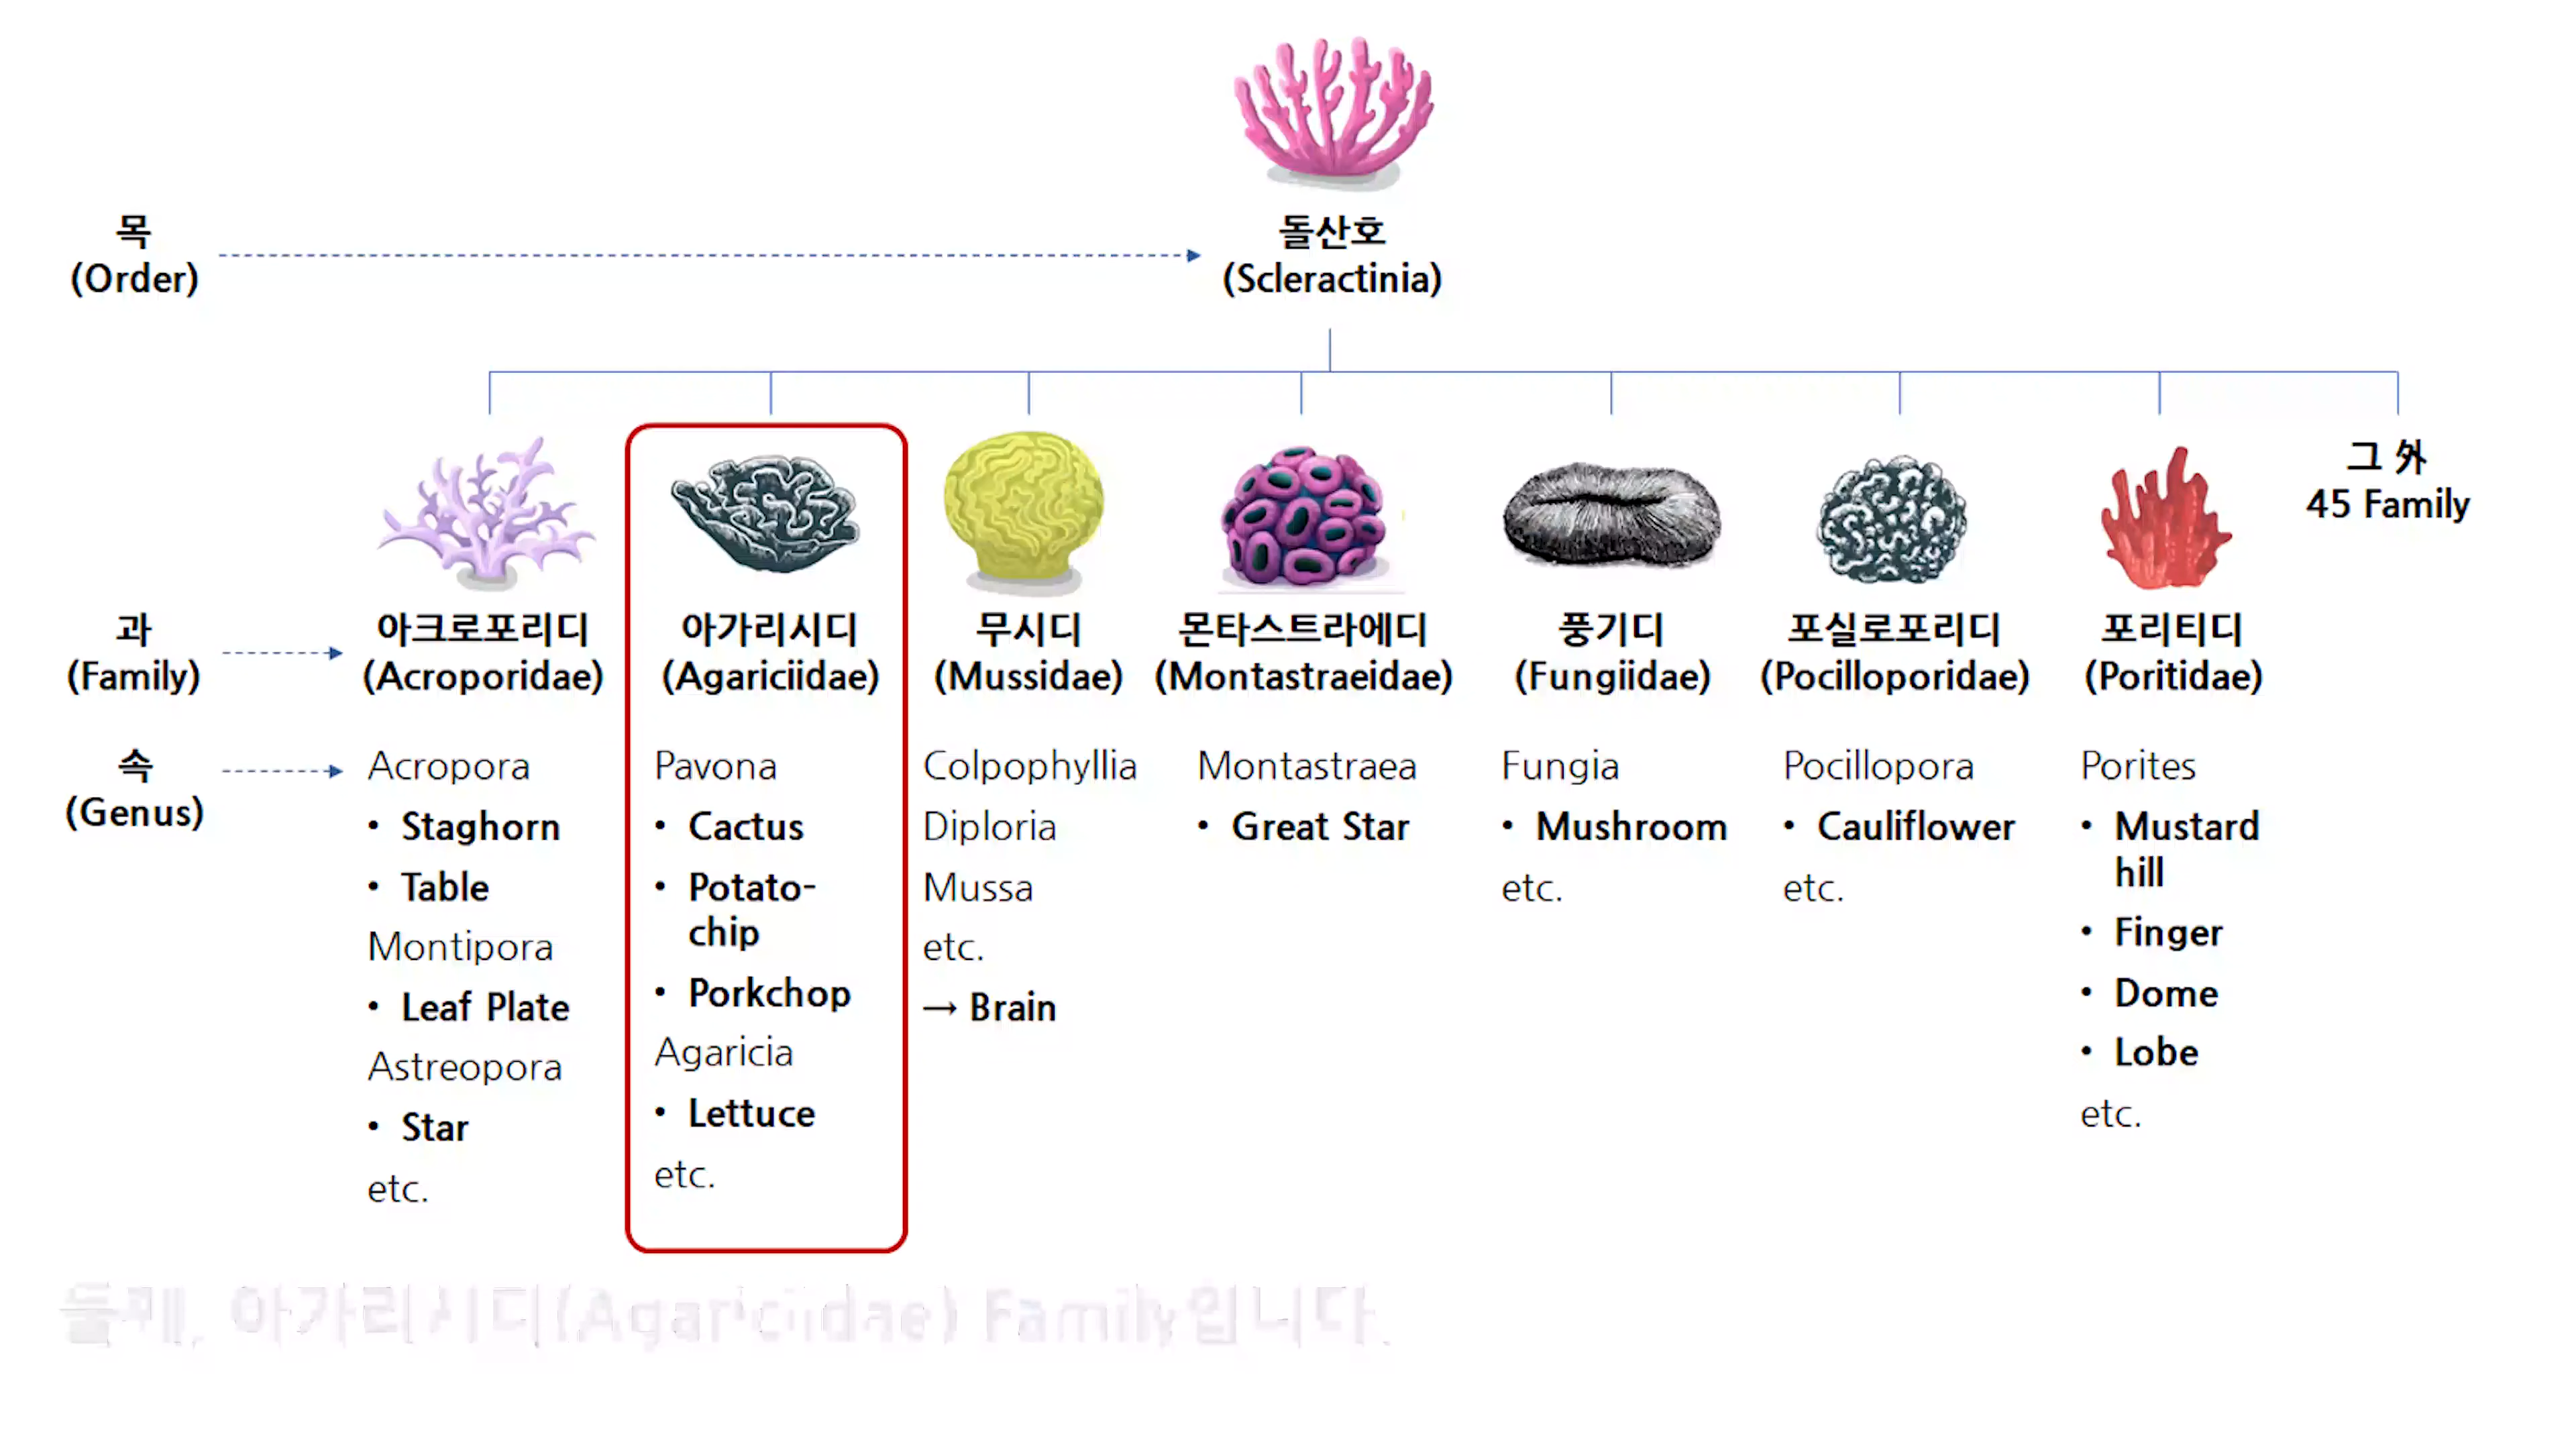 돌산호
(Scleractinia)
목
(Order)
그 外
45 Family
과
(Family)
아크로포리디
(Acroporidae)
아가리시디
(Agariciidae)
무시디
(Mussidae)
몬타스트라에디
(Montastraeidae)
풍기디
(Fungiidae)
포실로포리디
(Pocilloporidae)
포리티디
(Poritidae)
속
(Genus)
Acropora
• Staghorn
• Table
Montipora
• Leaf Plate
Astreopora
• Star
etc.
Pavona
• Cactus
• Potato-
chip
• Porkchop
Agaricia
• Lettuce
etc.
Colpophyllia
Diploria
Mussa
etc.
→ Brain
Montastraea
• Great Star
Fungia
• Mushroom
etc.
Pocillopora
• Cauliflower
etc.
Porites
• Mustard
hill
• Finger
• Dome
• Lobe
etc.
둘째, 아가리시디(Agariciidae) Family입니다.